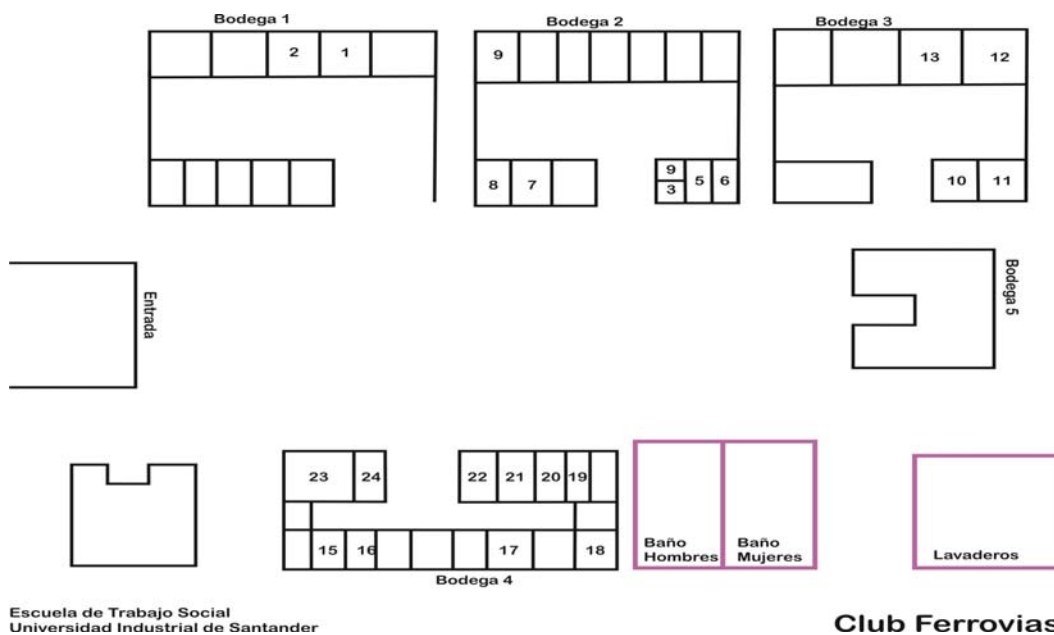 Bodega 1
Bodega 2
Bodega 3
2 1
9
13 12
8 7
9
3
5 6
10 11
Entrada
Bodega 5
23 24
22 21 20 19
15 16 17 18
Bodega 4
Baño
Hombres
Baño
Mujeres
Lavaderos
Escuela de Trabajo Social
Universidad Industrial de Santander
Club Ferrovias